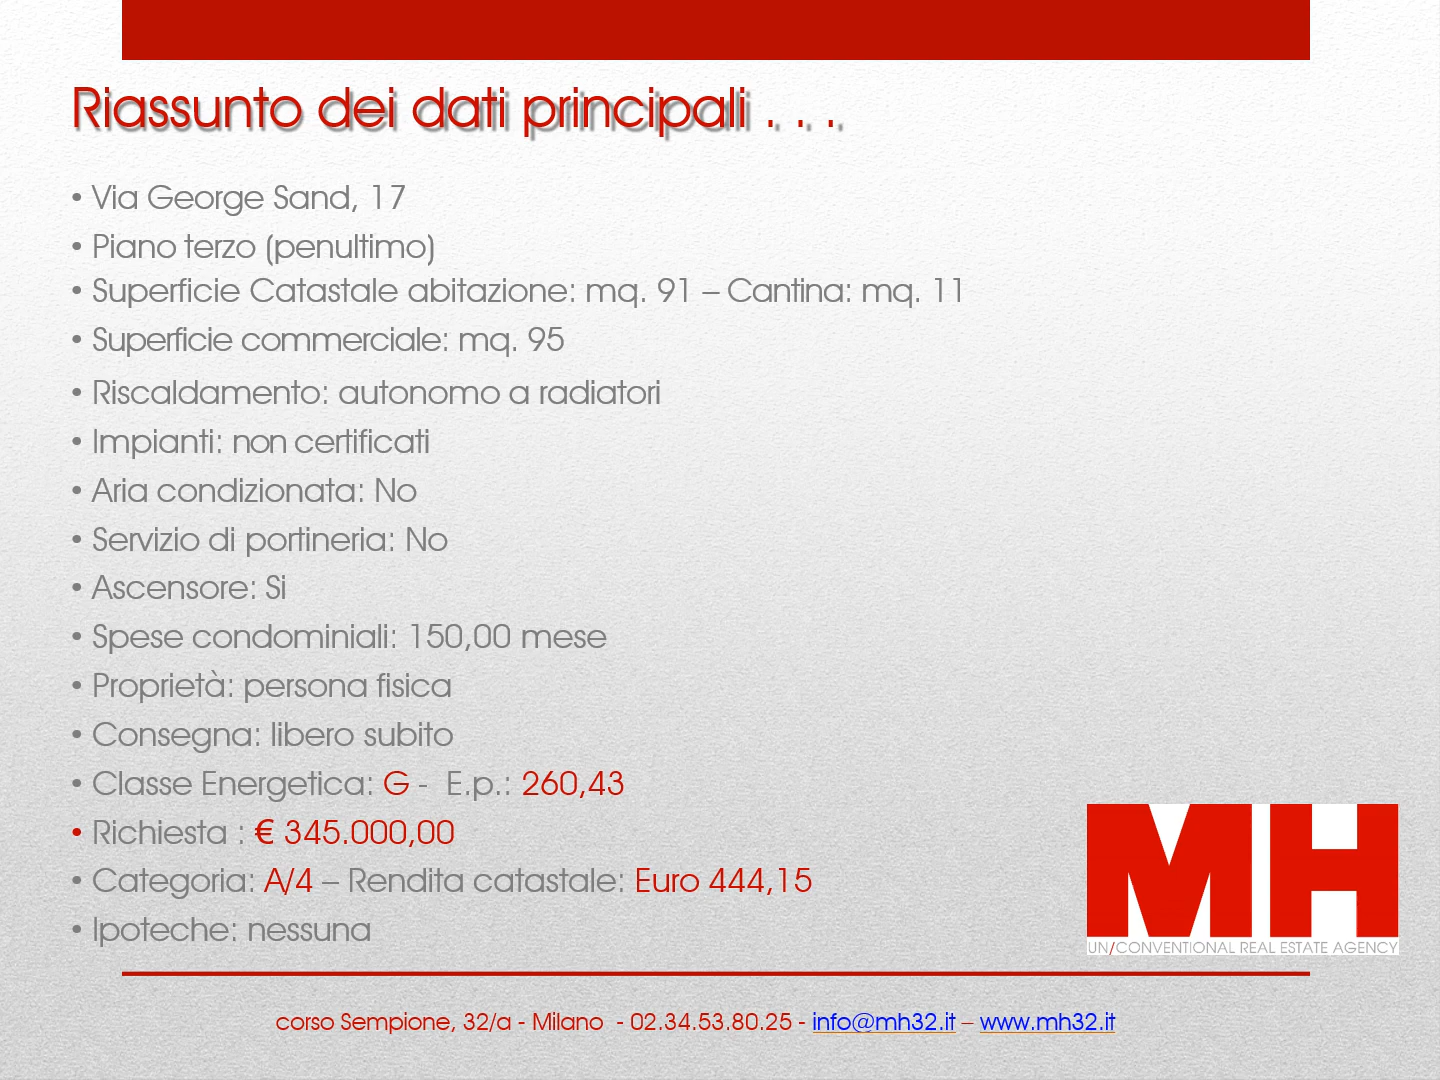 Riassunto dei dati principali . . .
• Via George Sand, 17
• Piano terzo (penultimo)
• Superficie Catastale abitazione: mq. 91 – Cantina: mq. 11
• Superficie commerciale: mq. 95
• Riscaldamento: autonomo a radiatori
• Impianti: non certificati
• Aria condizionata: No
• Servizio di portineria: No
• Ascensore: Si
• Spese condominiali: 150,00 mese
• Proprietà: persona fisica
• Consegna: libero subito
• Classe Energetica: G - E.p.: 260,43
• Richiesta : € 345.000,00
• Categoria: A/4 – Rendita catastale: Euro 444,15
• Ipoteche: nessuna
MH
UN/CONVENTIONAL REAL ESTATE AGENCY
corso Sempione, 32/a - Milano - 02.34.53.80.25 - info@mh32.it – www.mh32.it